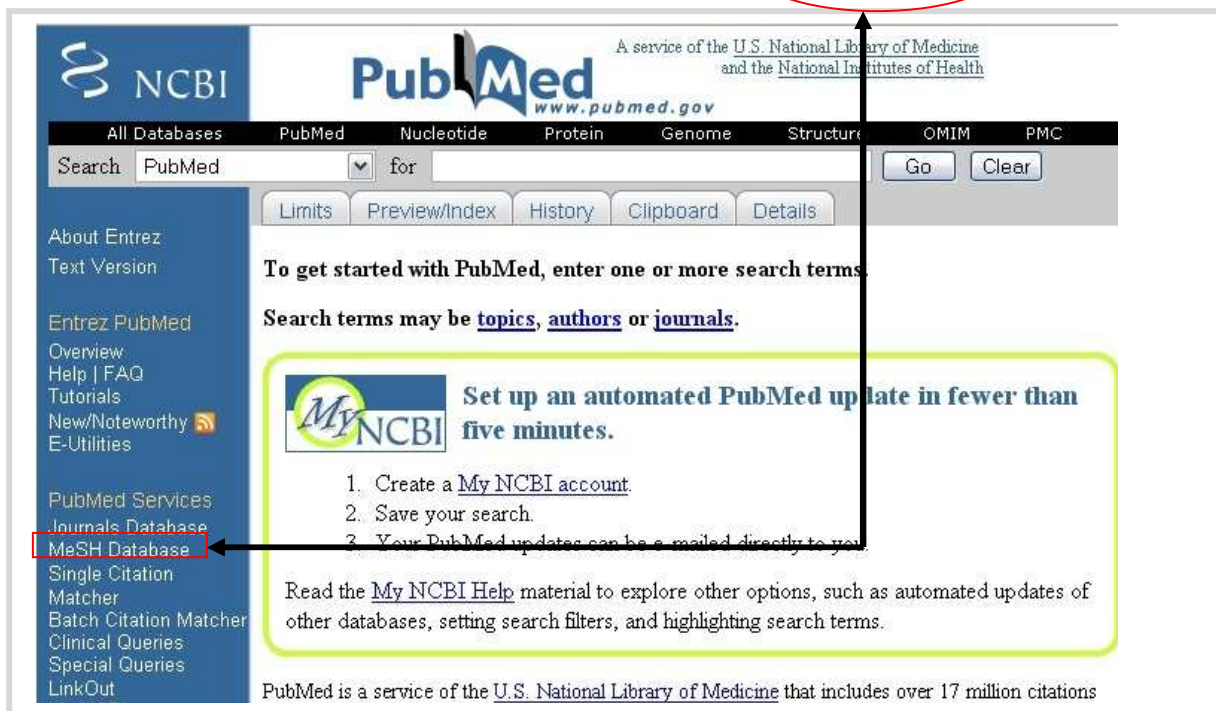 NCBI
PubMed
www.pubmed.gov
A service of the U.S. National Library of Medicine
and the National Institutes of Health
All Databases PubMed Nucleotide Protein Genome Structure OMIM PMC
Search PubMed for Go Clear
Limits Preview/Index History Clipboard Details
About Entrez
Text Version
Entrez PubMed
Overview
Help | FAQ
Tutorials
New/Noteworthy
E-Utilities
PubMed Services
Journals Database
MeSH Database
Single Citation
Matcher
Batch Citation Matcher
Clinical Queries
Special Queries
LinkOut
To get started with PubMed, enter one or more search terms.
Search terms may be topics, authors or journals.
My NCBI
Set up an automated PubMed update in fewer than
five minutes.
1. Create a My NCBI account.
2. Save your search.
3. Your PubMed updates can be e-mailed directly to you.
Read the My NCBI Help material to explore other options, such as automated updates of
other databases, setting search filters, and highlighting search terms.
PubMed is a service of the U.S. National Library of Medicine that includes over 17 million citations